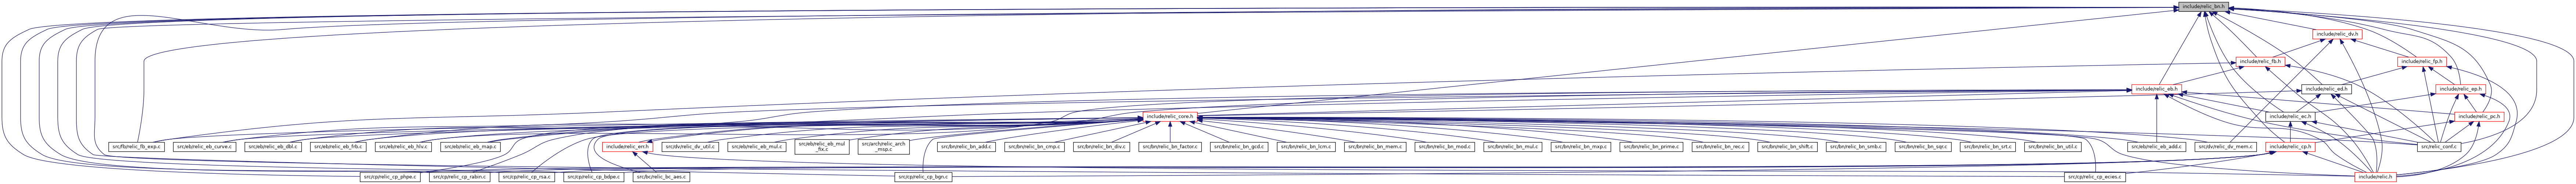 include/relic_bn.h
include/relic_dv.h
include/relic_fb.h
include/relic_fp.h
include/relic_eb.h
include/relic_ed.h
include/relic_ep.h
include/relic_core.h
include/relic_ec.h
include/relic_pc.h
src/fb/relic_fb_exp.c
src/eb/relic_eb_curve.c
src/eb/relic_eb_dbl.c
src/eb/relic_eb_frb.c
src/eb/relic_eb_hlv.c
src/eb/relic_eb_map.c
include/relic_err.h
src/dv/relic_dv_util.c
src/eb/relic_eb_mul.c
src/eb/relic_eb_mul
_fix.c
src/arch/relic_arch
_msp.c
src/bn/relic_bn_add.c
src/bn/relic_bn_cmp.c
src/bn/relic_bn_div.c
src/bn/relic_bn_factor.c
src/bn/relic_bn_gcd.c
src/bn/relic_bn_lcm.c
src/bn/relic_bn_mem.c
src/bn/relic_bn_mod.c
src/bn/relic_bn_mul.c
src/bn/relic_bn_mxp.c
src/bn/relic_bn_prime.c
src/bn/relic_bn_rec.c
src/bn/relic_bn_shift.c
src/bn/relic_bn_smb.c
src/bn/relic_bn_sqr.c
src/bn/relic_bn_srt.c
src/bn/relic_bn_util.c
src/eb/relic_eb_add.c
src/dv/relic_dv_mem.c
include/relic_cp.h
src/relic_conf.c
src/cp/relic_cp_phpe.c
src/cp/relic_cp_rabin.c
src/cp/relic_cp_rsa.c
src/cp/relic_cp_bdpe.c
src/bc/relic_bc_aes.c
src/cp/relic_cp_bgn.c
src/cp/relic_cp_ecies.c
include/relic.h